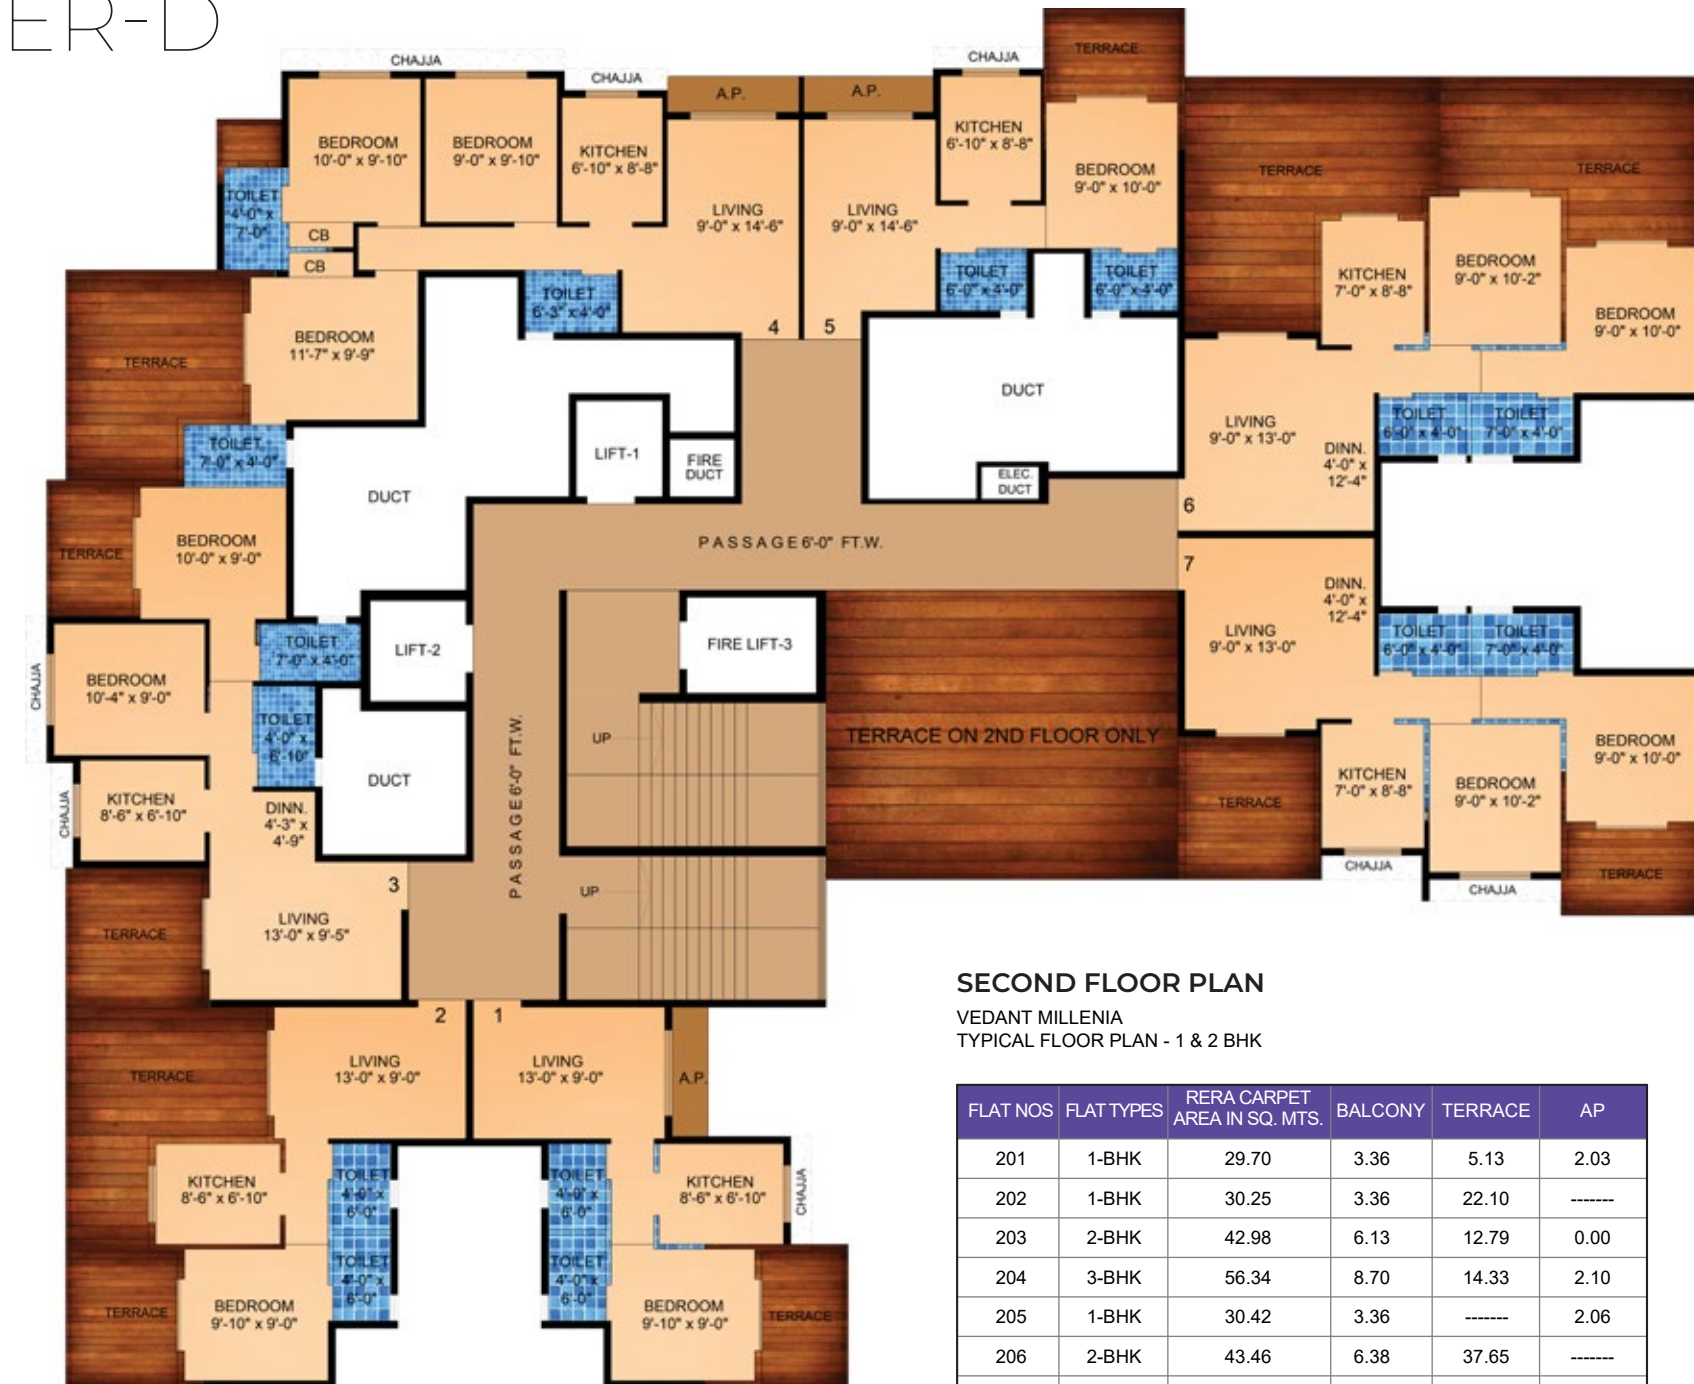 ER-D
CHAJJA
CHAJJA
CHAJJA
TERRACE
A.P.
A.P.
BEDROOM
10'-0" x 9'-10"
BEDROOM
9'-0" x 9'-10"
KITCHEN
6'-10" x 8'-8"
KITCHEN
6'-10" x 8'-8"
BEDROOM
9'-0" x 10'-0"
TERRACE
TERRACE
TOILET
4'-0" x
7'-0"
LIVING
9'-0" x 14'-6"
LIVING
9'-0" x 14'-6"
CB
CB
TOILET
6'-3" x 4'-0"
TOILET
6'-0" x 4'-0"
TOILET
6'-0" x 4'-0"
KITCHEN
7'-0" x 8'-8"
BEDROOM
9'-0" x 10'-2"
BEDROOM
9'-0" x 10'-0"
4
5
BEDROOM
11'-7" x 9'-9"
TERRACE
DUCT
LIVING
9'-0" x 13'-0"
TOILET
6'-0" x 4'-0"
TOILET
7'-0" x 4'-0"
DINN.
4'-0" x
12'-4"
TOILET
7'-0" x 4'-0"
LIFT-1
FIRE
DUCT
ELEC.
DUCT
DUCT
6
TERRACE
BEDROOM
10'-0" x 9'-0"
PASSAGE 6'-0" FT.W.
7
DINN.
4'-0" x
12'-4"
LIVING
9'-0" x 13'-0"
TOILET
6'-0" x 4'-0"
TOILET
7'-0" x 4'-0"
TOILET
7'-0" x 4'-0"
LIFT-2
FIRE LIFT-3
CHAJJA
BEDROOM
10'-4" x 9'-0"
TOILET
4'-0" x
6'-10"
UP
TERRACE ON 2ND FLOOR ONLY
BEDROOM
9'-0" x 10'-0"
KITCHEN
7'-0" x 8'-8"
BEDROOM
9'-0" x 10'-2"
DUCT
PASSAGE 6'-0" FT.W.
CHAJJA
KITCHEN
8'-6" x 6'-10"
DINN.
4'-3" x
4'-9"
TERRACE
CHAJJA
CHAJJA
TERRACE
3
UP
LIVING
13'-0" x 9'-5"
TERRACE
2
1
LIVING
13'-0" x 9'-0"
LIVING
13'-0" x 9'-0"
TERRACE
A.P.
KITCHEN
8'-6" x 6'-10"
TOILET
4'-0" x
6'-0"
TOILET
4'-0" x
6'-0"
KITCHEN
8'-6" x 6'-10"
CHAJJA
TOILET
4'-0" x
6'-0"
TOILET
4'-0" x
6'-0"
TERRACE
BEDROOM
9'-10" x 9'-0"
BEDROOM
9'-10" x 9'-0"
TERRACE
SECOND FLOOR PLAN
VEDANT MILLENIA
TYPICAL FLOOR PLAN - 1 & 2 BHK
FLAT NOS FLAT TYPES RERA CARPET AREA IN SQ. MTS. BALCONY TERRACE AP
201 1-BHK 29.70 3.36 5.13 2.03
202 1-BHK 30.25 3.36 22.10 -------
203 2-BHK 42.98 6.13 12.79 0.00
204 3-BHK 56.34 8.70 14.33 2.10
205 1-BHK 30.42 3.36 ------- 2.06
206 2-BHK 43.46 6.38 37.65 -------